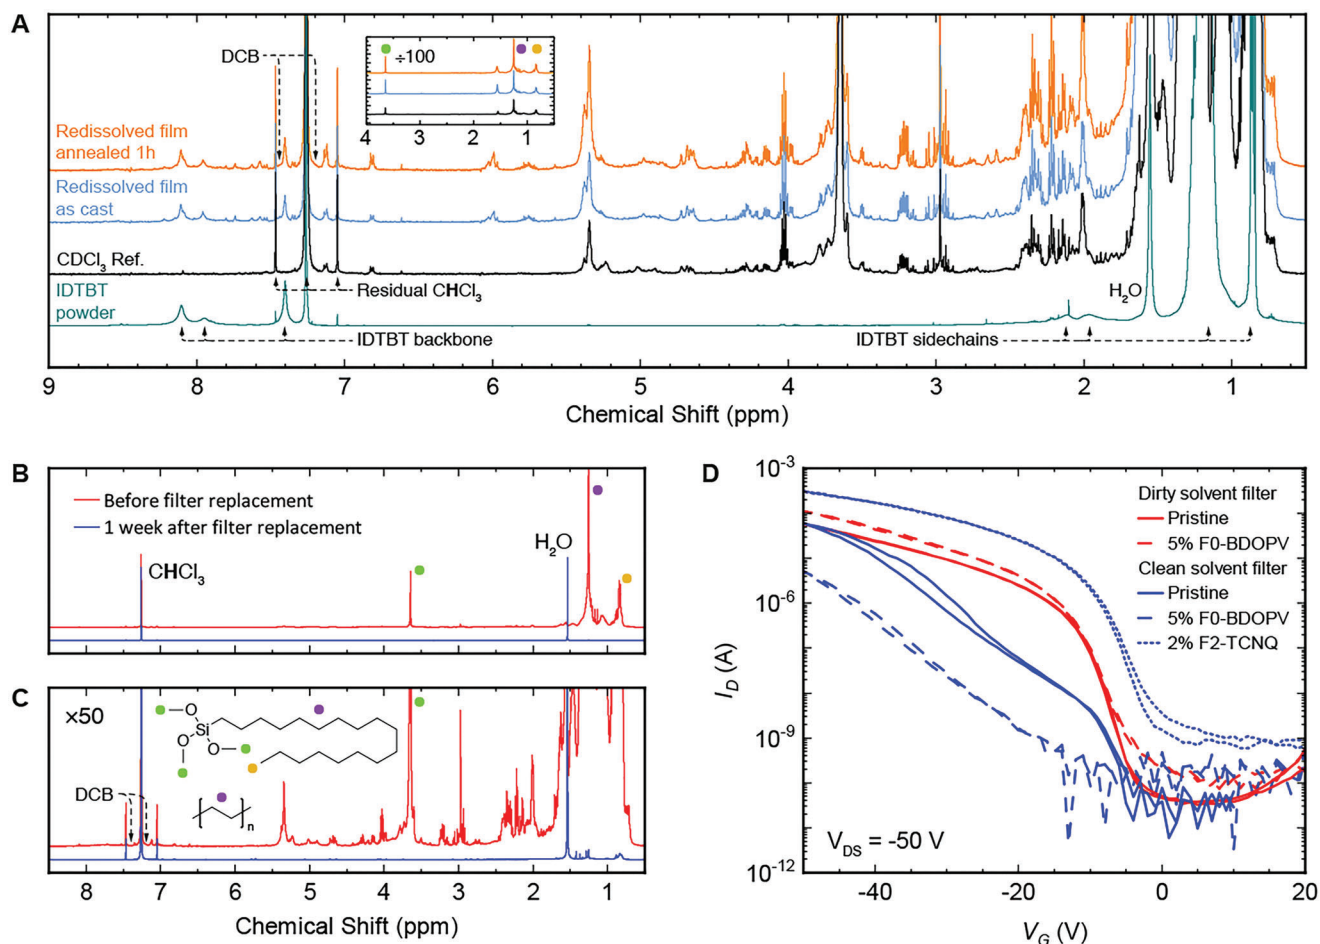 A
DCB
÷100
4
3
2
1
Redissolved film
annealed 1h
Redissolved film
as cast
CDCl3 Ref.
Residual CHCl3
IDTBT
powder
H2O
IDTBT backbone
IDTBT sidechains
9
8
7
6
5
4
3
2
1
Chemical Shift (ppm)
B
Before filter replacement
1 week after filter replacement
CHCl3
H2O
C
×50
O
Si
O
O
DCB
n
8
7
6
5
4
3
2
1
Chemical Shift (ppm)
D
10-3
10-6
10-9
10-12
ID (A)
Dirty solvent filter
Pristine
5% F0-BDOPV
Clean solvent filter
Pristine
5% F0-BDOPV
2% F2-TCNQ
VDS = -50 V
-40
-20
0
20
VG (V)